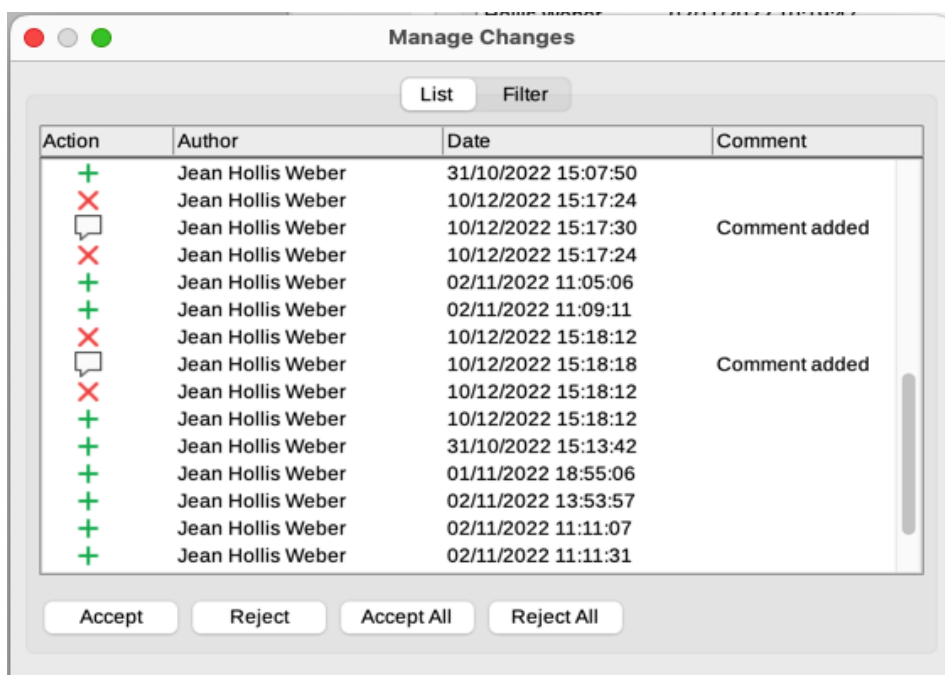 Manage Changes
List Filter
Action Author Date Comment
Jean Hollis Weber 31/10/2022 15:07:50
Jean Hollis Weber 10/12/2022 15:17:24
Jean Hollis Weber 10/12/2022 15:17:30 Comment added
Jean Hollis Weber 10/12/2022 15:17:24
Jean Hollis Weber 02/11/2022 11:05:06
Jean Hollis Weber 02/11/2022 11:09:11
Jean Hollis Weber 10/12/2022 15:18:12
Jean Hollis Weber 10/12/2022 15:18:18 Comment added
Jean Hollis Weber 10/12/2022 15:18:12
Jean Hollis Weber 10/12/2022 15:18:12
Jean Hollis Weber 31/10/2022 15:13:42
Jean Hollis Weber 01/11/2022 18:55:06
Jean Hollis Weber 02/11/2022 13:53:57
Jean Hollis Weber 02/11/2022 11:11:07
Jean Hollis Weber 02/11/2022 11:11:31
Accept Reject Accept All Reject All